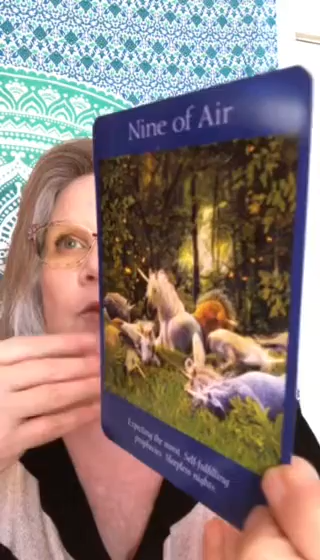 Nine of Air
Expecting the worst. Self-fulfilling
prophecies. Sleepless nights.